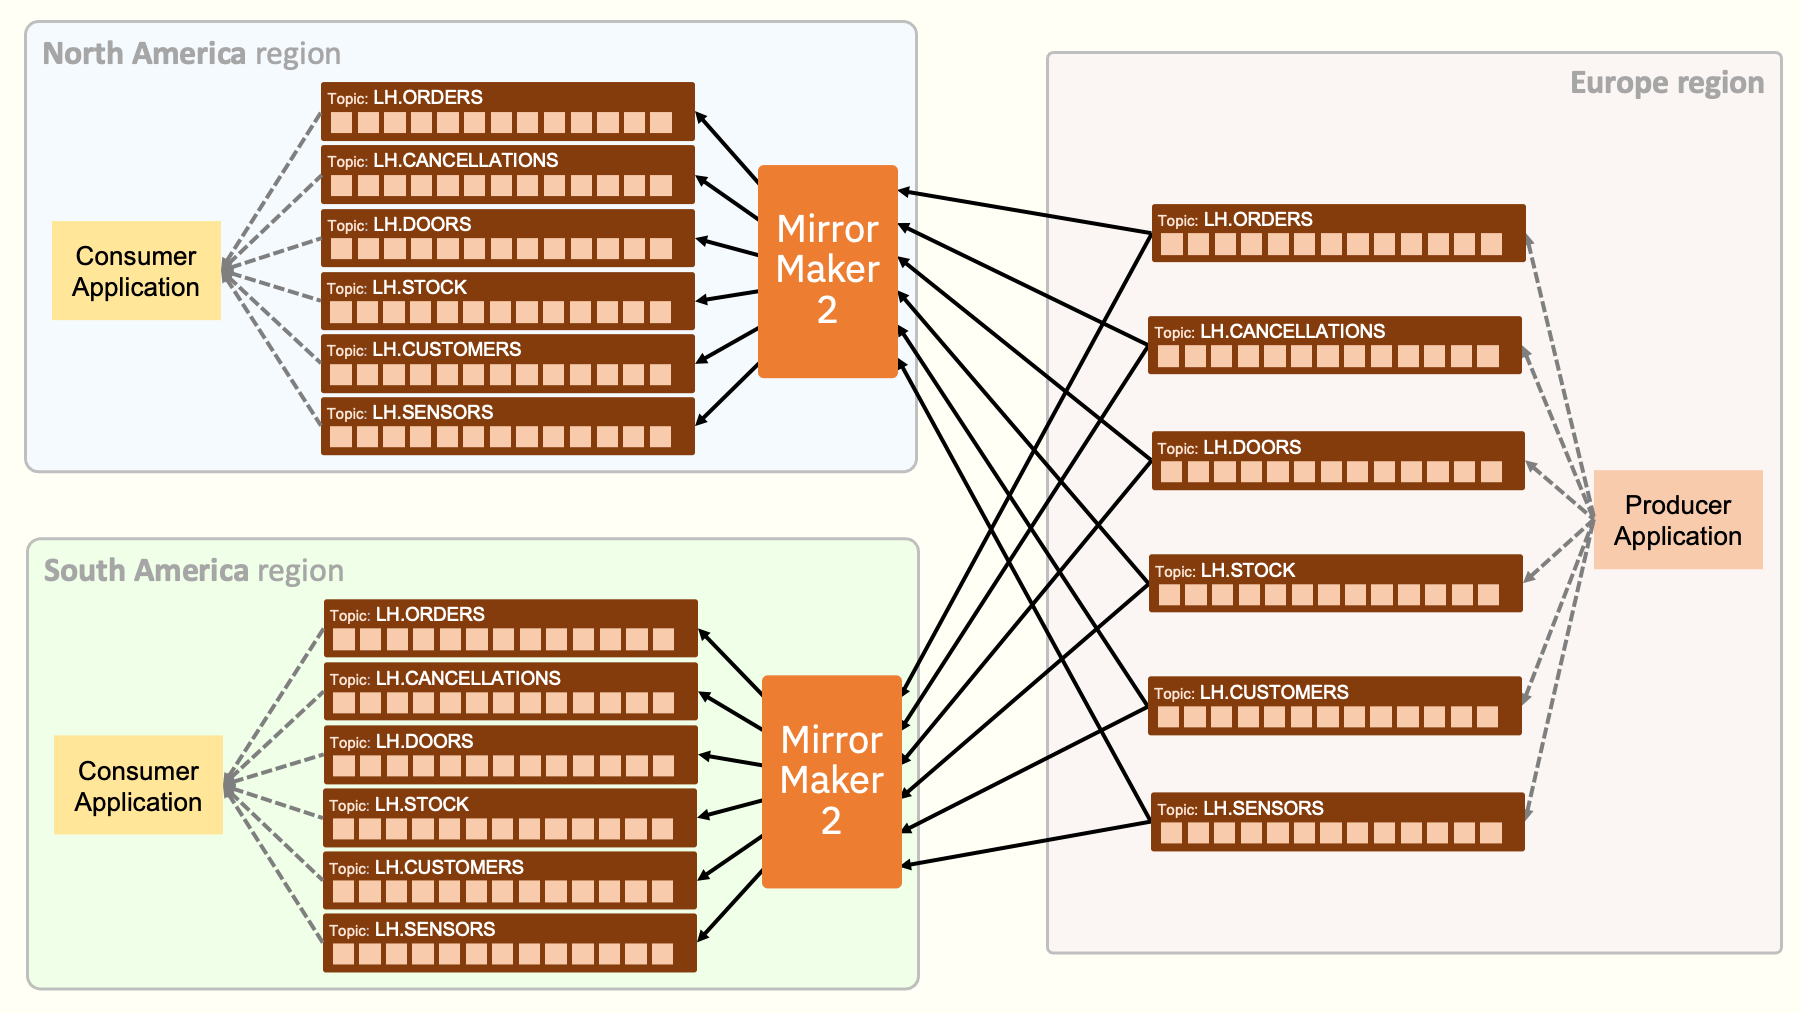 North America region
Topic: LH.ORDERS
Topic: LH.CANCELLATIONS
Topic: LH.DOORS
Topic: LH.STOCK
Topic: LH.CUSTOMERS
Topic: LH.SENSORS
Consumer
Application
Mirror
Maker
2
South America region
Topic: LH.ORDERS
Topic: LH.CANCELLATIONS
Topic: LH.DOORS
Topic: LH.STOCK
Topic: LH.CUSTOMERS
Topic: LH.SENSORS
Consumer
Application
Mirror
Maker
2
Europe region
Topic: LH.ORDERS
Topic: LH.CANCELLATIONS
Topic: LH.DOORS
Topic: LH.STOCK
Topic: LH.CUSTOMERS
Topic: LH.SENSORS
Producer
Application